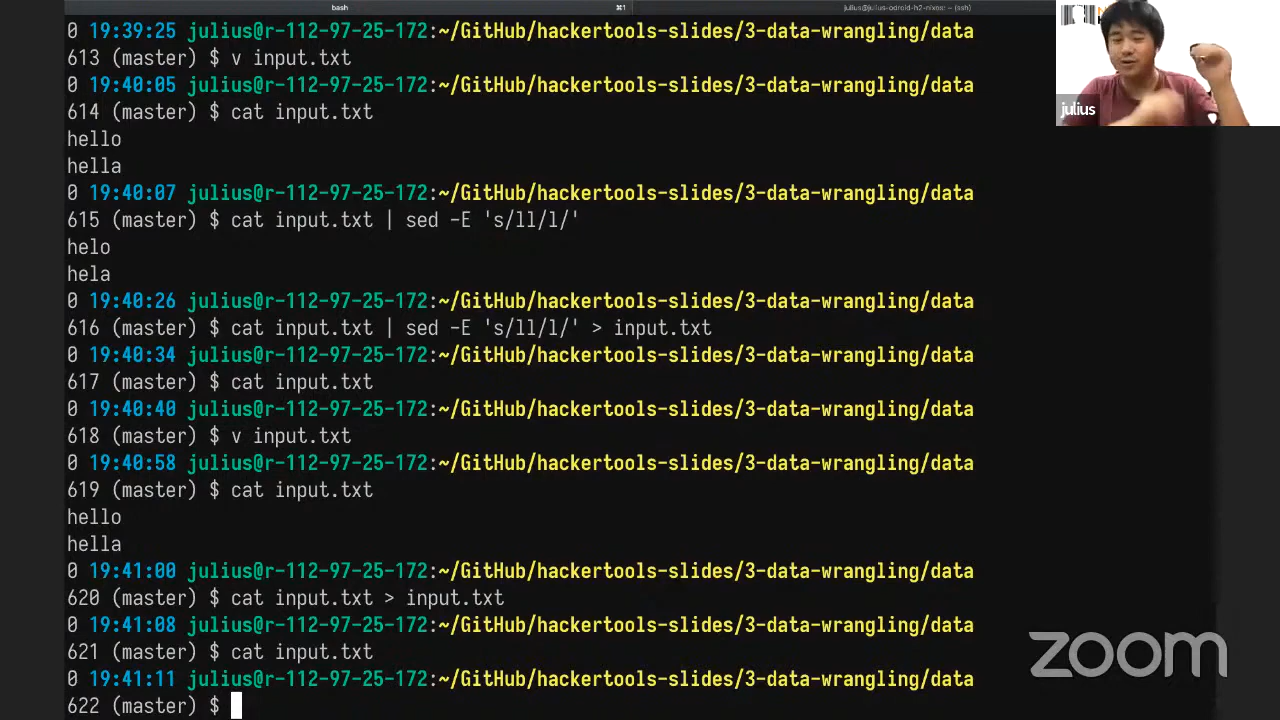 bash
⌘1
julius@julius-odroid-h2-nixos: ~ (ssh)
0 19:39:25 julius@r-112-97-25-172:~/GitHub/hackertools-slides/3-data-wrangling/data
613 (master) $ v input.txt
0 19:40:05 julius@r-112-97-25-172:~/GitHub/hackertools-slides/3-data-wrangling/data
614 (master) $ cat input.txt
hello
hella
0 19:40:07 julius@r-112-97-25-172:~/GitHub/hackertools-slides/3-data-wrangling/data
615 (master) $ cat input.txt | sed -E 's/ll/l/'
helo
hela
0 19:40:26 julius@r-112-97-25-172:~/GitHub/hackertools-slides/3-data-wrangling/data
616 (master) $ cat input.txt | sed -E 's/ll/l/' > input.txt
0 19:40:34 julius@r-112-97-25-172:~/GitHub/hackertools-slides/3-data-wrangling/data
617 (master) $ cat input.txt
0 19:40:40 julius@r-112-97-25-172:~/GitHub/hackertools-slides/3-data-wrangling/data
618 (master) $ v input.txt
0 19:40:58 julius@r-112-97-25-172:~/GitHub/hackertools-slides/3-data-wrangling/data
619 (master) $ cat input.txt
hello
hella
0 19:41:00 julius@r-112-97-25-172:~/GitHub/hackertools-slides/3-data-wrangling/data
620 (master) $ cat input.txt > input.txt
0 19:41:08 julius@r-112-97-25-172:~/GitHub/hackertools-slides/3-data-wrangling/data
621 (master) $ cat input.txt
0 19:41:11 julius@r-112-97-25-172:~/GitHub/hackertools-slides/3-data-wrangling/data
622 (master) $
julius
zoom